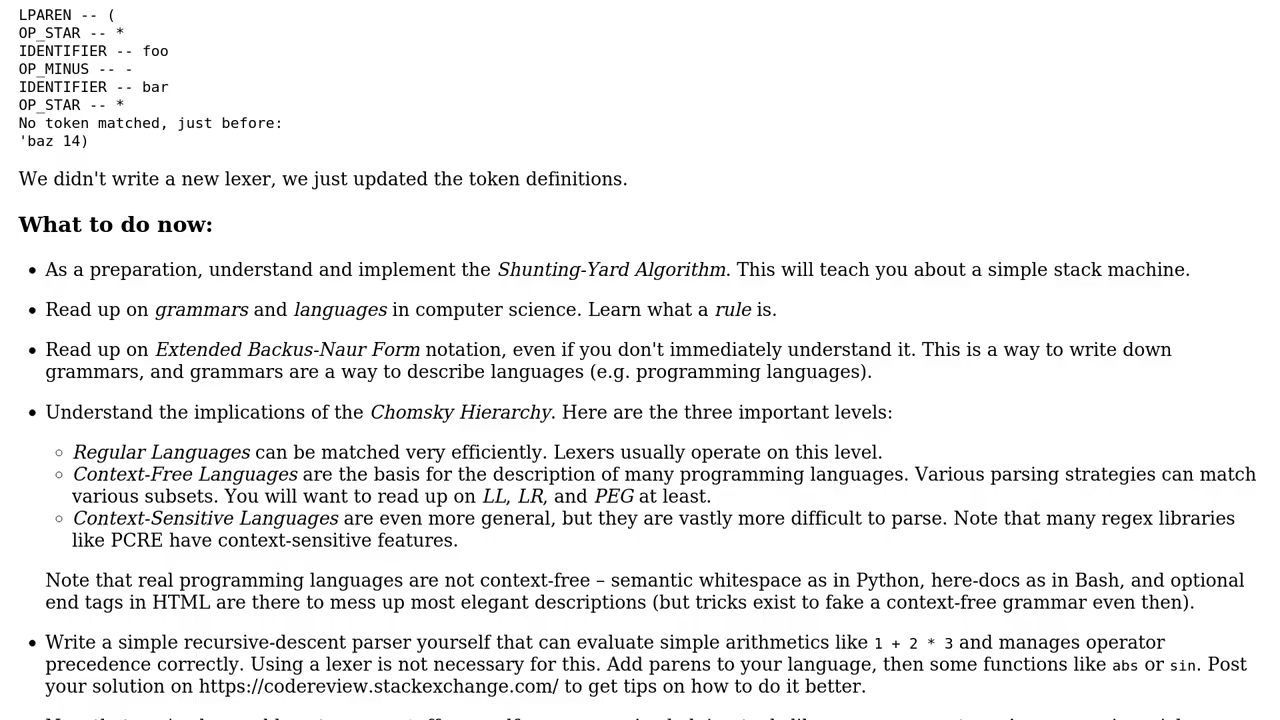 LPAREN -- (
OP_STAR -- *
IDENTIFIER -- foo
OP_MINUS -- -
IDENTIFIER -- bar
OP_STAR -- *
No token matched, just before:
'baz 14)
We didn't write a new lexer, we just updated the token definitions.
What to do now:
• As a preparation, understand and implement the Shunting-Yard Algorithm. This will teach you about a simple stack machine.
• Read up on grammars and languages in computer science. Learn what a rule is.
• Read up on Extended Backus-Naur Form notation, even if you don't immediately understand it. This is a way to write down
grammars, and grammars are a way to describe languages (e.g. programming languages).
• Understand the implications of the Chomsky Hierarchy. Here are the three important levels:
◦ Regular Languages can be matched very efficiently. Lexers usually operate on this level.
◦ Context-Free Languages are the basis for the description of many programming languages. Various parsing strategies can match
various subsets. You will want to read up on LL, LR, and PEG at least.
◦ Context-Sensitive Languages are even more general, but they are vastly more difficult to parse. Note that many regex libraries
like PCRE have context-sensitive features.
Note that real programming languages are not context-free – semantic whitespace as in Python, here-docs as in Bash, and optional
end tags in HTML are there to mess up most elegant descriptions (but tricks exist to fake a context-free grammar even then).
• Write a simple recursive-descent parser yourself that can evaluate simple arithmetics like 1 + 2 * 3 and manages operator
precedence correctly. Using a lexer is not necessary for this. Add parens to your language, then some functions like abs or sin. Post
your solution on https://codereview.stackexchange.com/ to get tips on how to do it better.